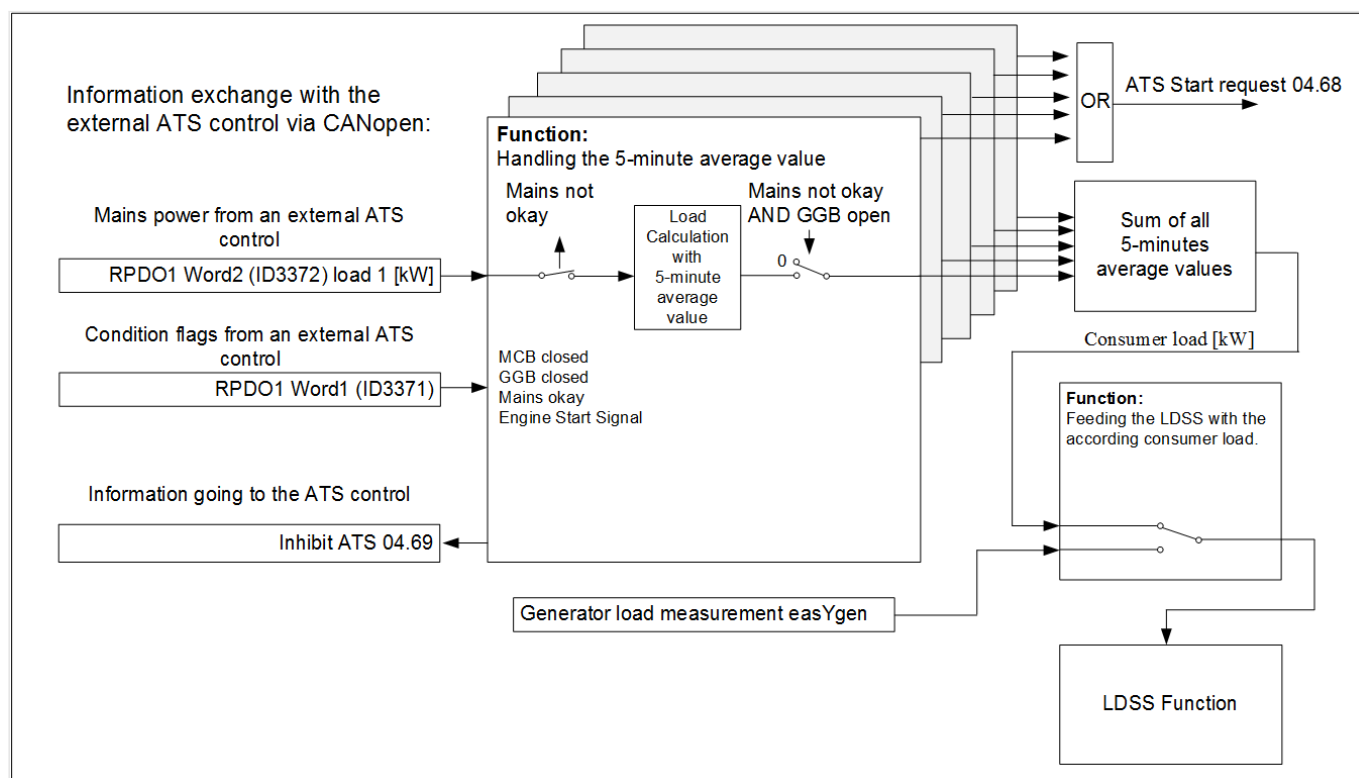 Information exchange with the
external ATS control via CANopen:
Mains power from an external ATS
control
RPDO1 Word2 (ID3372) load 1 [kW]
Condition flags from an external ATS
control
RPDO1 Word1 (ID3371)
Information going to the ATS control
Inhibit ATS 04.69
Function:
Handling the 5-minute average value
Mains not
okay
Load
Calculation
with
5-minute
average
value
Mains not okay
AND GGB open
0
MCB closed
GGB closed
Mains okay
Engine Start Signal
OR
ATS Start request 04.68
Sum of all
5-minutes
average values
Consumer load [kW]
Function:
Feeding the LDSS with the
according consumer load.
Generator load measurement easYgen
LDSS Function